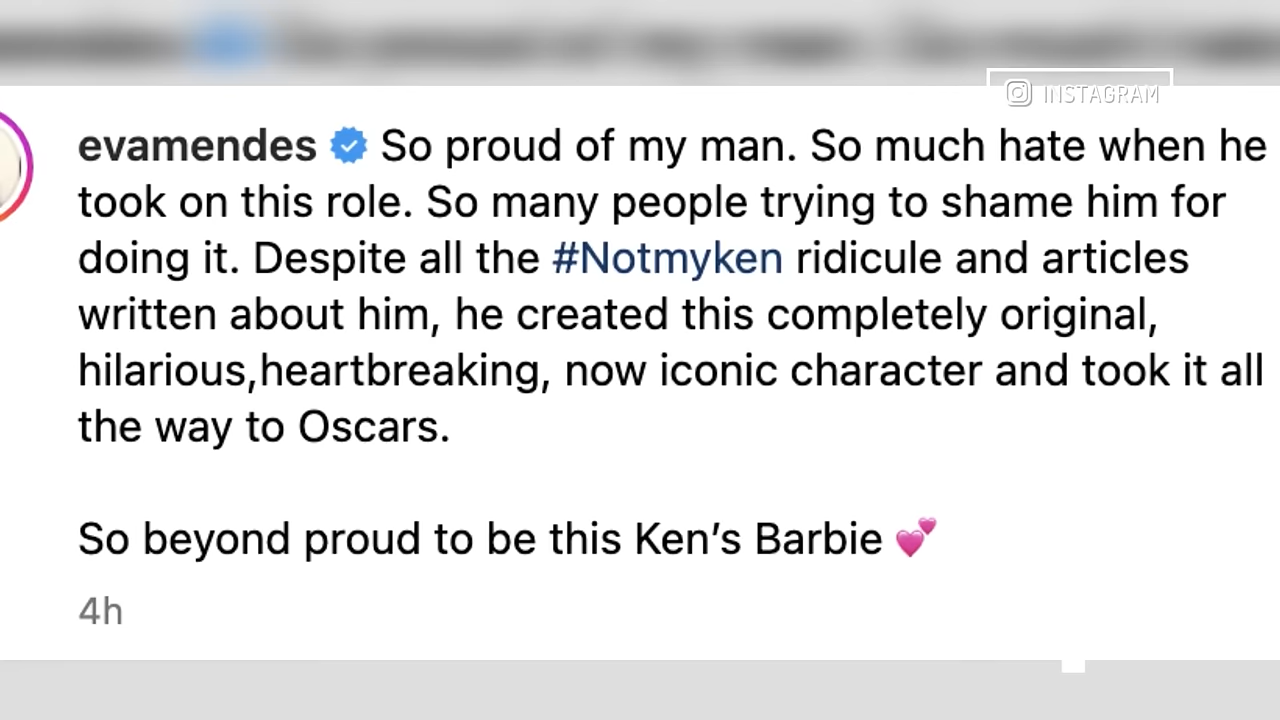 INSTAGRAM
evamendes So proud of my man. So much hate when he
took on this role. So many people trying to shame him for
doing it. Despite all the #Notmyken ridicule and articles
written about him, he created this completely original,
hilarious,heartbreaking, now iconic character and took it all
the way to Oscars.
So beyond proud to be this Ken’s Barbie 💕
4h